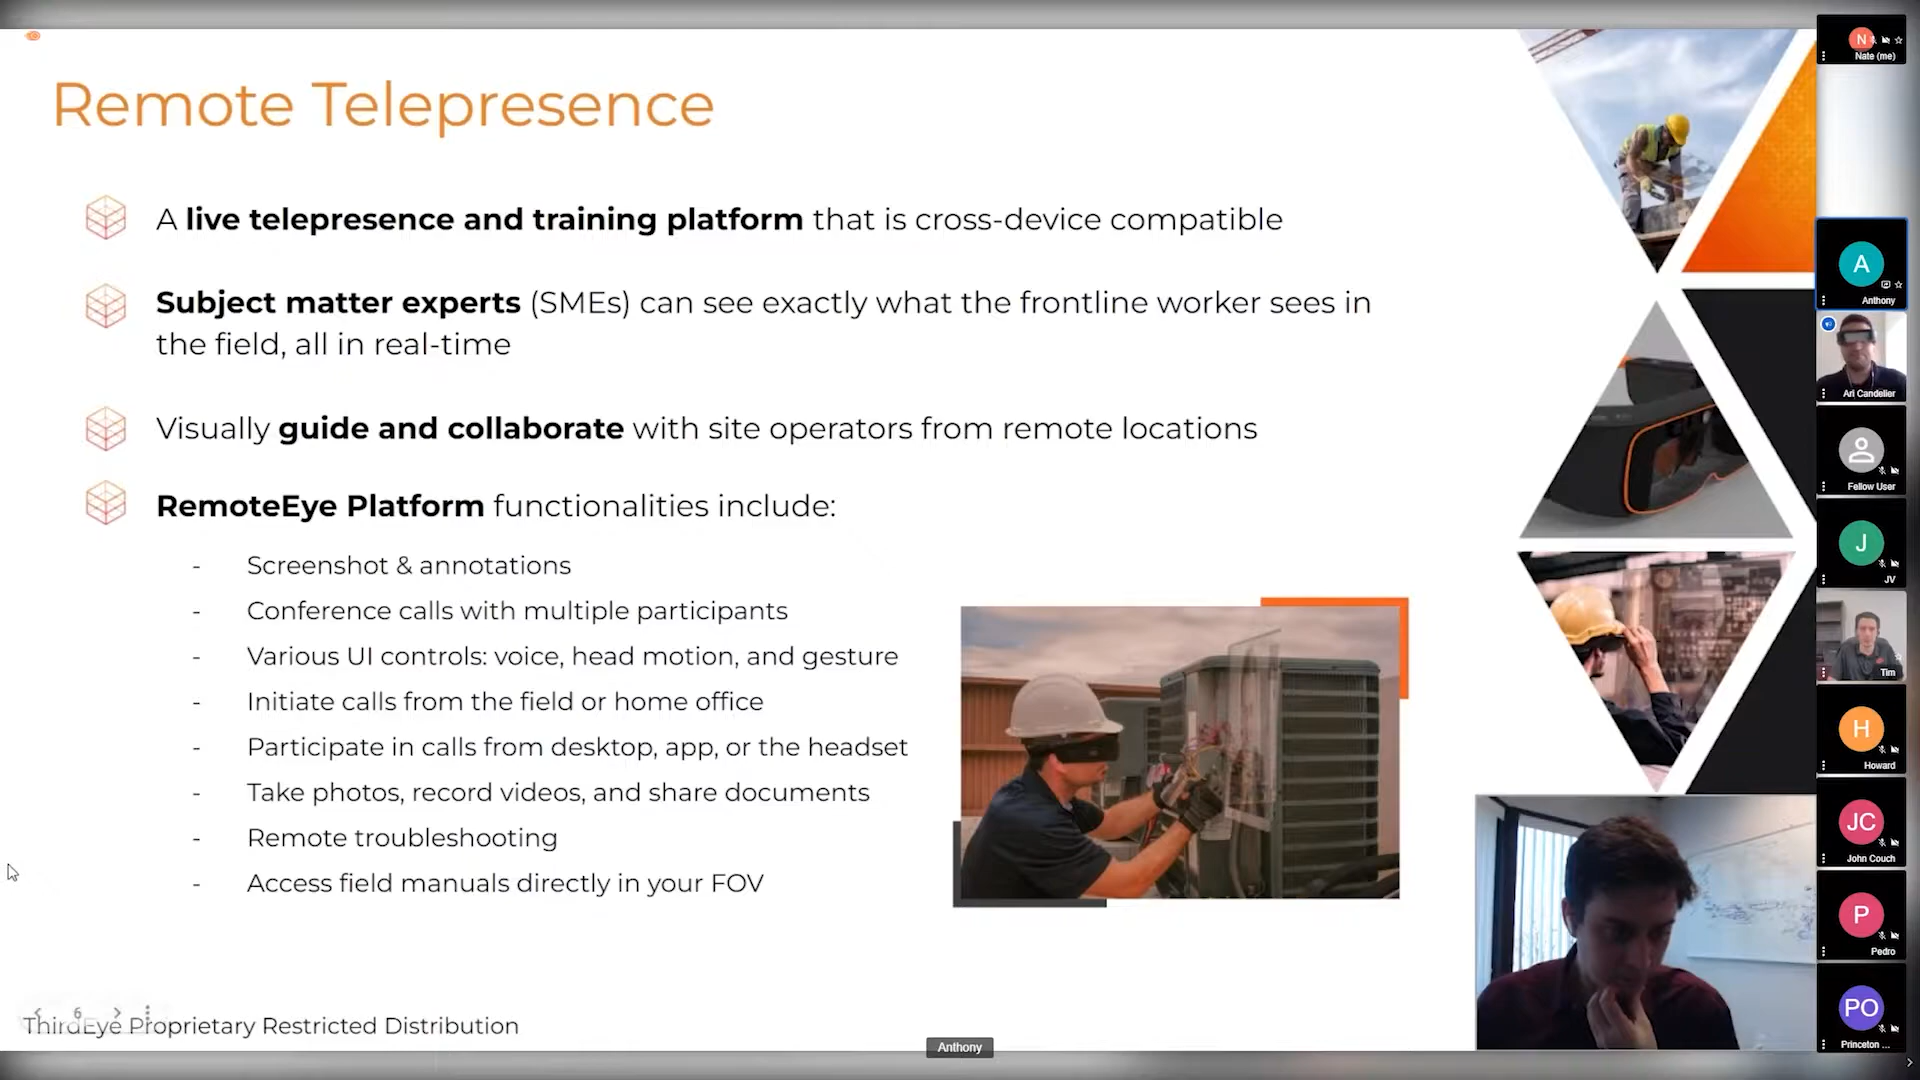 Remote Telepresence
A live telepresence and training platform that is cross-device compatible
Subject matter experts (SMEs) can see exactly what the frontline worker sees in
the field, all in real-time
Visually guide and collaborate with site operators from remote locations
RemoteEye Platform functionalities include:
- Screenshot & annotations
- Conference calls with multiple participants
- Various UI controls: voice, head motion, and gesture
- Initiate calls from the field or home office
- Participate in calls from desktop, app, or the headset
- Take photos, record videos, and share documents
- Remote troubleshooting
- Access field manuals directly in your FOV
6
ThirdEye Proprietary Restricted Distribution
Anthony
N
Nate (me)
A
Anthony
Ari Candelier
Fellow User
J
JV
Tim
H
Howard
JC
John Couch
P
Pedro
PO
Princeton ...